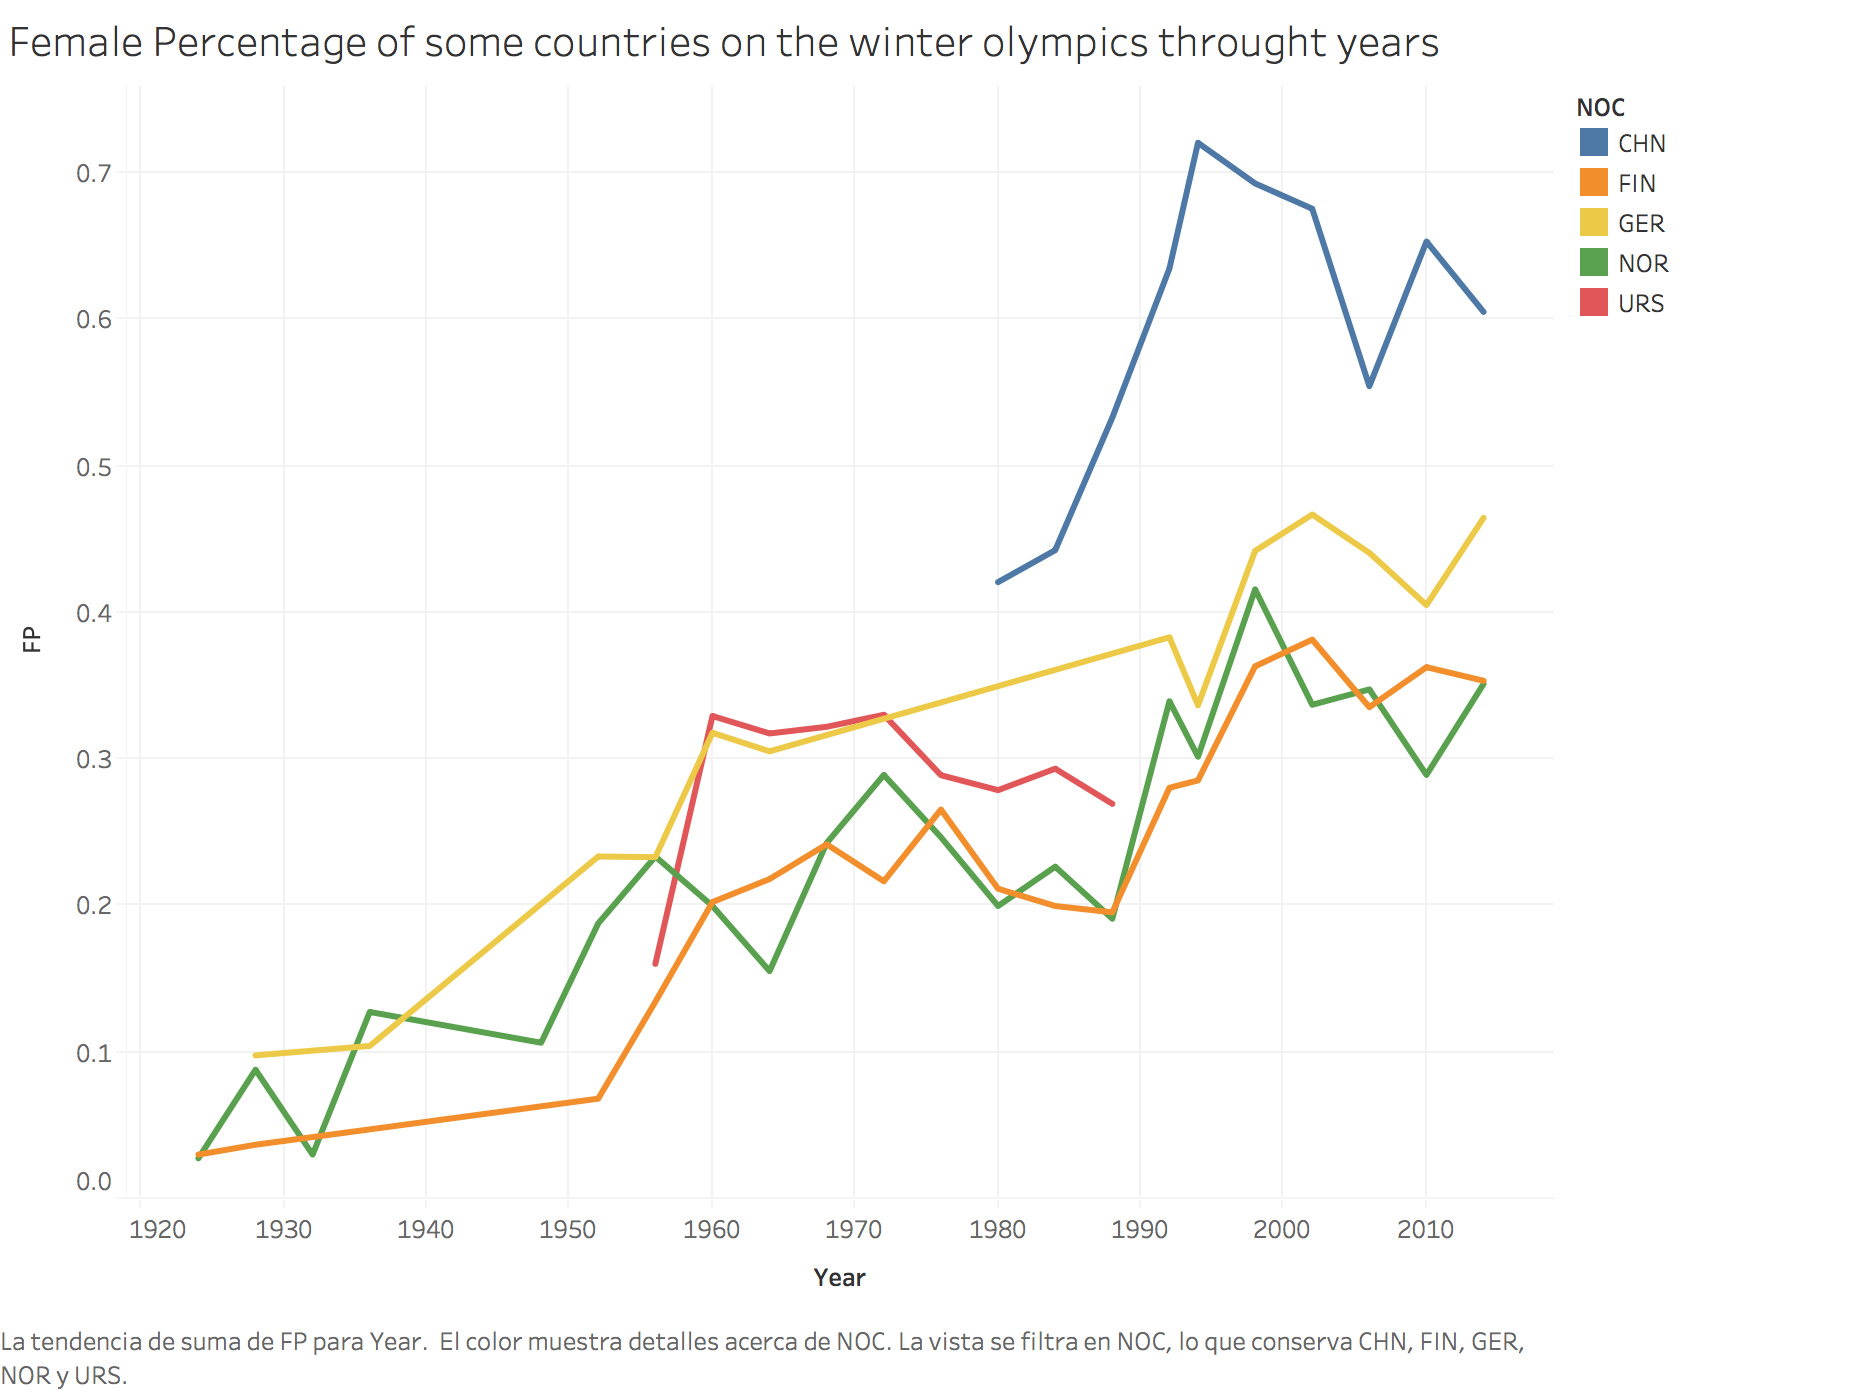 Female Percentage of some countries on the winter olympics throught years
NOC
CHN
FIN
GER
NOR
URS
0.7
0.6
0.5
0.4
0.3
0.2
0.1
0.0
FP
1920 1930 1940 1950 1960 1970 1980 1990 2000 2010
Year
La tendencia de suma de FP para Year.  El color muestra detalles acerca de NOC. La vista se filtra en NOC, lo que conserva CHN, FIN, GER,
NOR y URS.